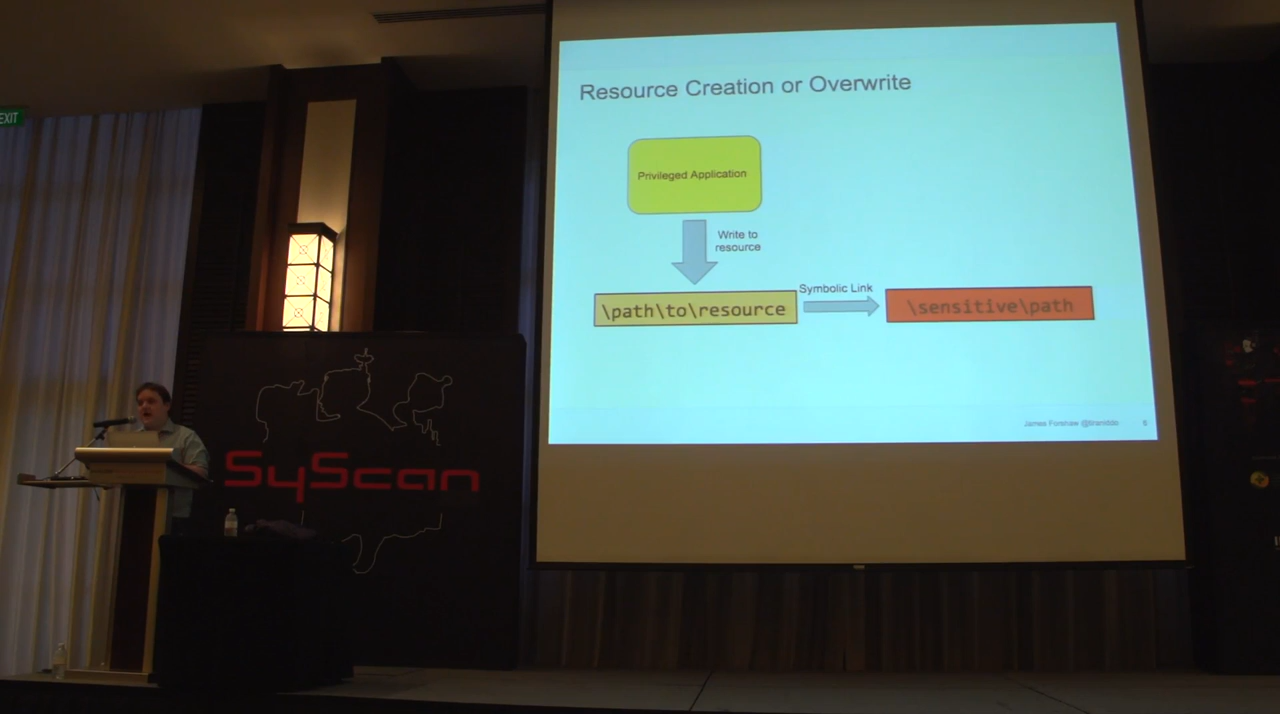 EXIT
Resource Creation or Overwrite
Privileged Application
Write to
resource
\path\to\resource
Symbolic Link
\sensitive\path
James Forshaw @tiraniddo
SyScan